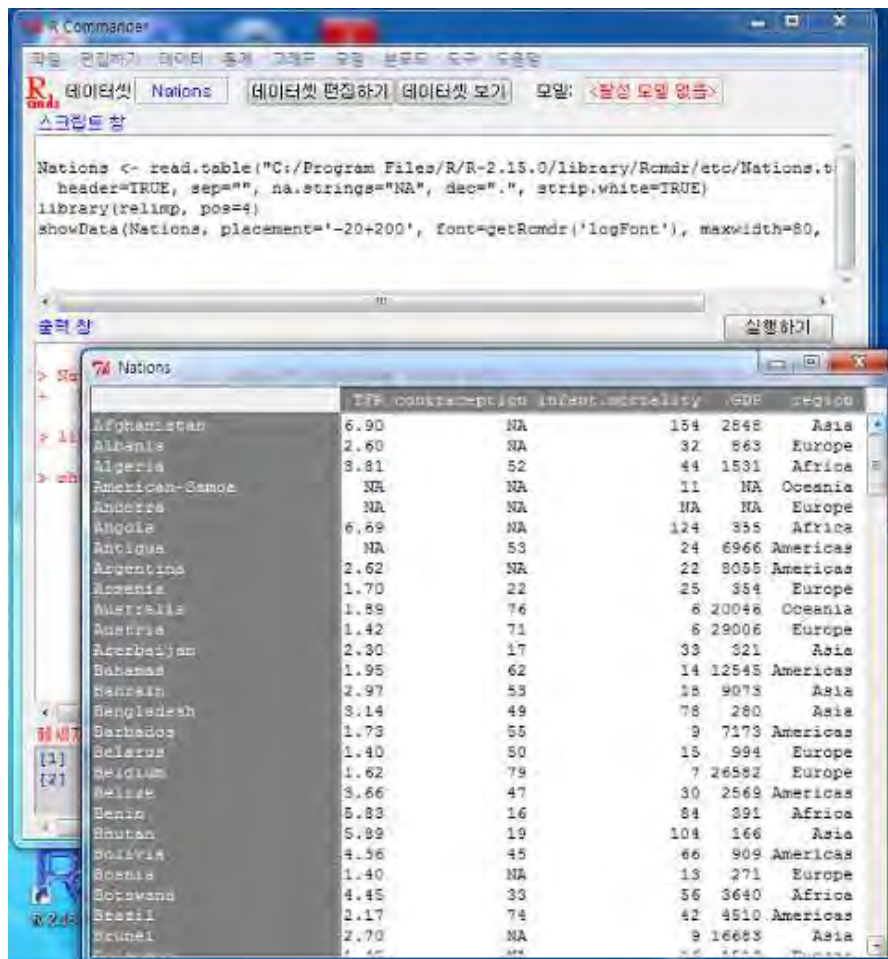 R Commander
파일 편집하기 데이터 통계 그래프 모델 분포도 도구 도움말
R cmdr 데이터셋 Nations 데이터셋 편집하기 데이터셋 보기 모델: <활성 모델 없음>
스크립트 창
Nations <- read.table("C:/Program Files/R/R-2.15.0/library/Rcmdr/etc/Nations.t
header=TRUE, sep="", na.strings="NA", dec=".", strip.white=TRUE)
library(relimp, pos=4)
showData(Nations, placement='-20+200', font=getRcmdr('logFont'), maxwidth=80,
출력 창 실행하기
> Na
+
> li
> sh
[1]
[2]
Nations
TFR contraception infant.mortality GDP region
Afghanistan 6.90 NA 154 2848 Asia
Albania 2.60 NA 32 863 Europe
Algeria 3.81 52 44 1531 Africa
American-Samoa NA NA 11 NA Oceania
Andorra NA NA NA NA Europe
Angola 6.69 NA 124 355 Africa
Antigua NA 53 24 6966 Americas
Argentina 2.62 NA 22 8055 Americas
Armenia 1.70 22 25 354 Europe
Australia 1.89 76 6 20046 Oceania
Austria 1.42 71 6 29006 Europe
Azerbaijan 2.30 17 33 321 Asia
Bahamas 1.95 62 14 12545 Americas
Bahrain 2.97 53 18 9073 Asia
Bangladesh 3.14 49 78 280 Asia
Barbados 1.73 55 9 7173 Americas
Belarus 1.40 50 15 994 Europe
Belgium 1.62 79 7 26582 Europe
Belize 3.66 47 30 2569 Americas
Benin 5.83 16 84 391 Africa
Bhutan 5.89 19 104 166 Asia
Bolivia 4.36 45 66 909 Americas
Bosnia 1.40 NA 13 271 Europe
Botswana 4.45 33 56 3640 Africa
Brazil 2.17 74 42 4510 Americas
Brunei 2.70 NA 9 16683 Asia